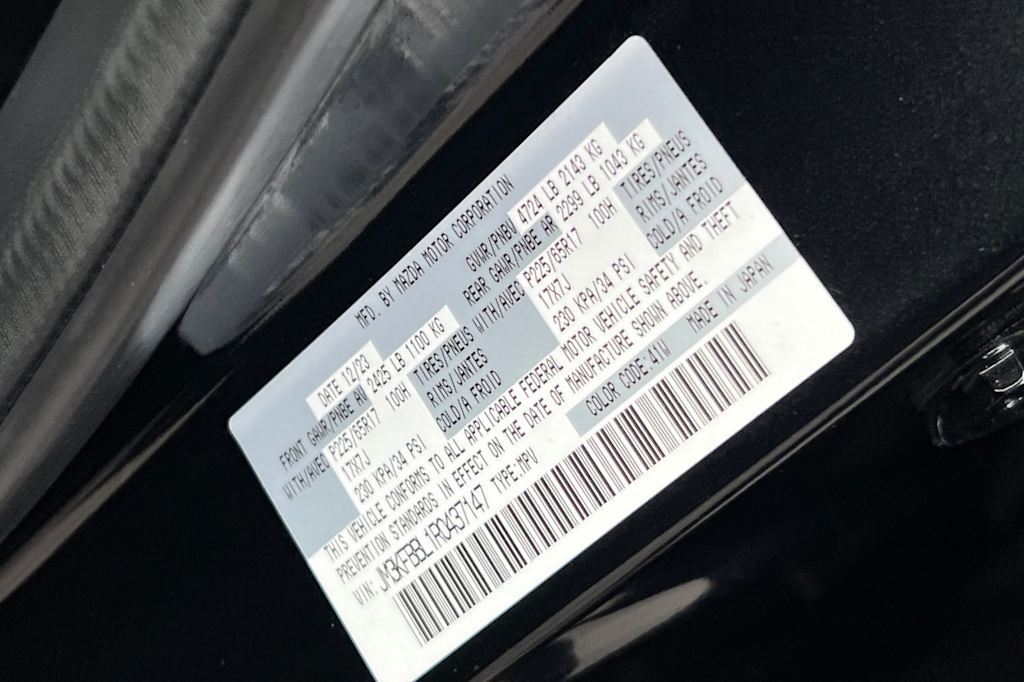 MFD. BY MAZDA MOTOR CORPORATION
DATE 12/23 GVWR/PNBV 4724 LB 2143 KG
FRONT GAWR/PNBE AV 2425 LB 1100 KG REAR GAWR/PNBE AR 2299 LB 1043 KG
WITH/AVEC P225/65R17 100H TIRES/PNEUS WITH/AVEC P225/65R17 100H TIRES/PNEUS
17X7J RIMS/JANTES 17X7J RIMS/JANTES
230 KPA/34 PSI COLD/A FROID 230 KPA/34 PSI COLD/A FROID
THIS VEHICLE CONFORMS TO ALL APPLICABLE FEDERAL MOTOR VEHICLE SAFETY AND THEFT
PREVENTION STANDARDS IN EFFECT ON THE DATE OF MANUFACTURE SHOWN ABOVE.
VIN: JM3KFBBL1R0437147 TYPE:MPV COLOR CODE:41W MADE IN JAPAN